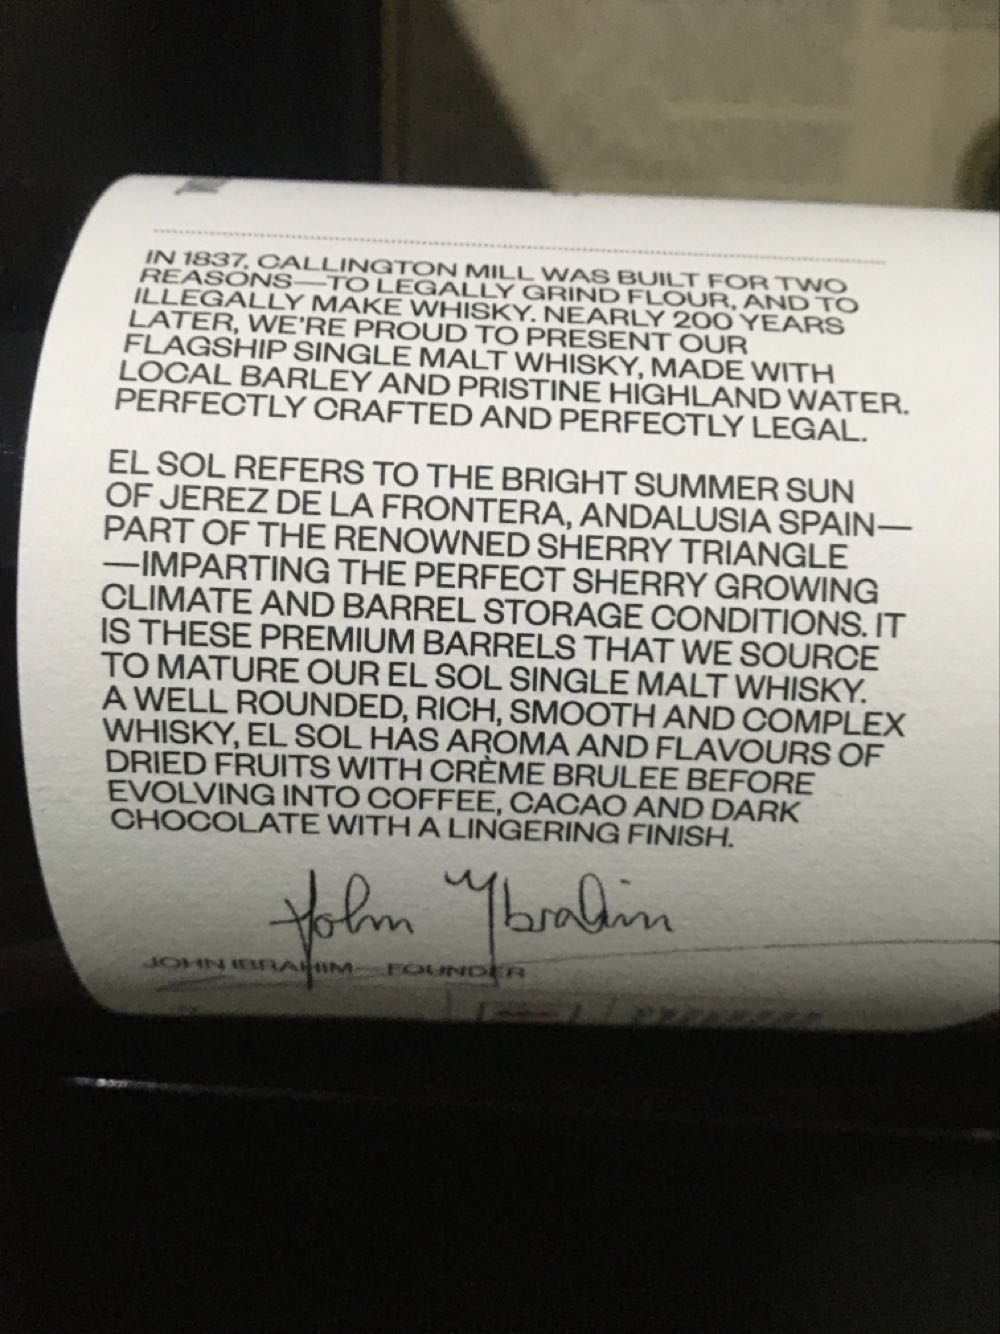 IN 1837, CALLINGTON MILL WAS BUILT FOR TWO
REASONS—TO LEGALLY GRIND FLOUR, AND TO
ILLEGALLY MAKE WHISKY. NEARLY 200 YEARS
LATER, WE'RE PROUD TO PRESENT OUR
FLAGSHIP SINGLE MALT WHISKY, MADE WITH
LOCAL BARLEY AND PRISTINE HIGHLAND WATER.
PERFECTLY CRAFTED AND PERFECTLY LEGAL.
EL SOL REFERS TO THE BRIGHT SUMMER SUN
OF JEREZ DE LA FRONTERA, ANDALUSIA SPAIN—
PART OF THE RENOWNED SHERRY TRIANGLE
—IMPARTING THE PERFECT SHERRY GROWING
CLIMATE AND BARREL STORAGE CONDITIONS. IT
IS THESE PREMIUM BARRELS THAT WE SOURCE
TO MATURE OUR EL SOL SINGLE MALT WHISKY.
A WELL ROUNDED, RICH, SMOOTH AND COMPLEX
WHISKY, EL SOL HAS AROMA AND FLAVOURS OF
DRIED FRUITS WITH CRÈME BRULEE BEFORE
EVOLVING INTO COFFEE, CACAO AND DARK
CHOCOLATE WITH A LINGERING FINISH.
John Ibrahim
JOHN IBRAHIM—FOUNDER